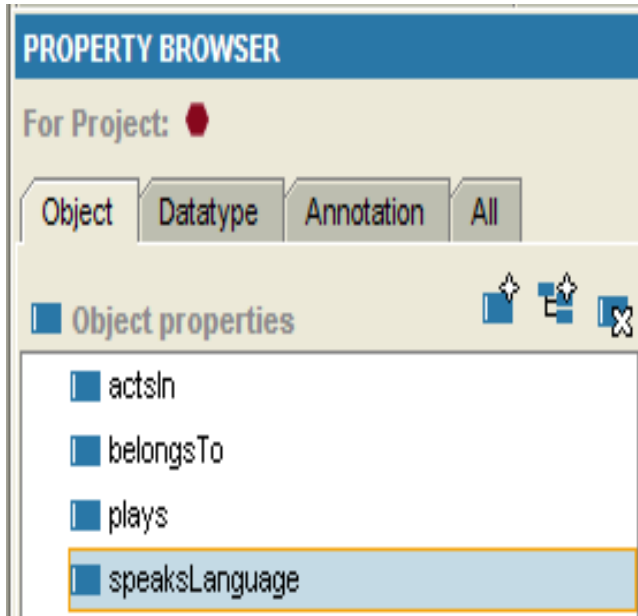 PROPERTY BROWSER
For Project:
Object Datatype Annotation All
Object properties
actsIn
belongsTo
plays
speaksLanguage